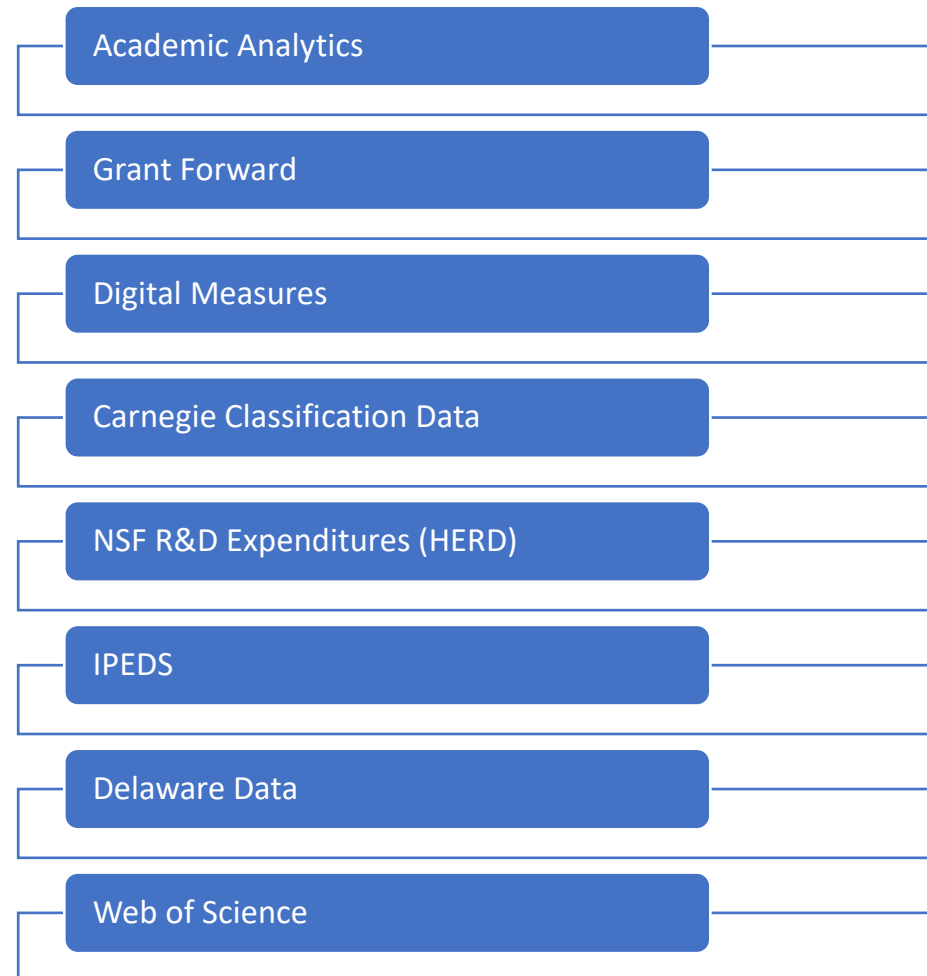 Academic Analytics
Grant Forward
Digital Measures
Carnegie Classification Data
NSF R&D Expenditures (HERD)
IPEDS
Delaware Data
Web of Science